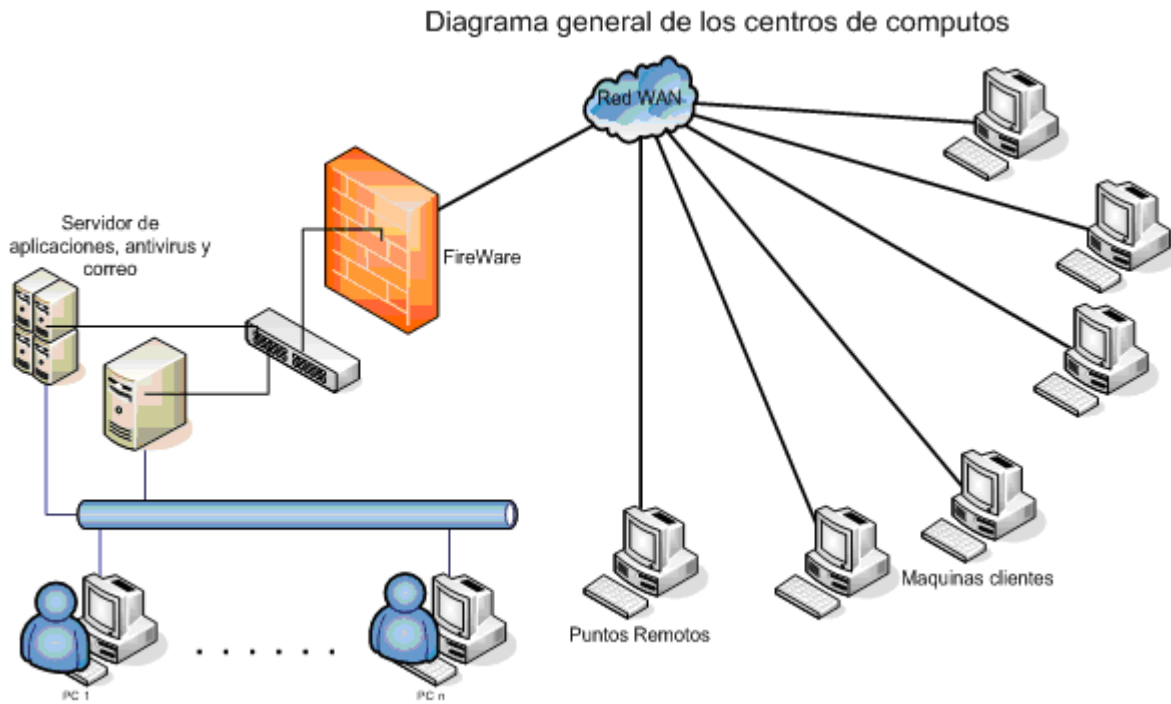 Diagrama general de los centros de computos
Red WAN
Servidor de
aplicaciones, antivirus y
correo
FireWare
Maquinas clientes
Puntos Remotos
PC 1
PC n